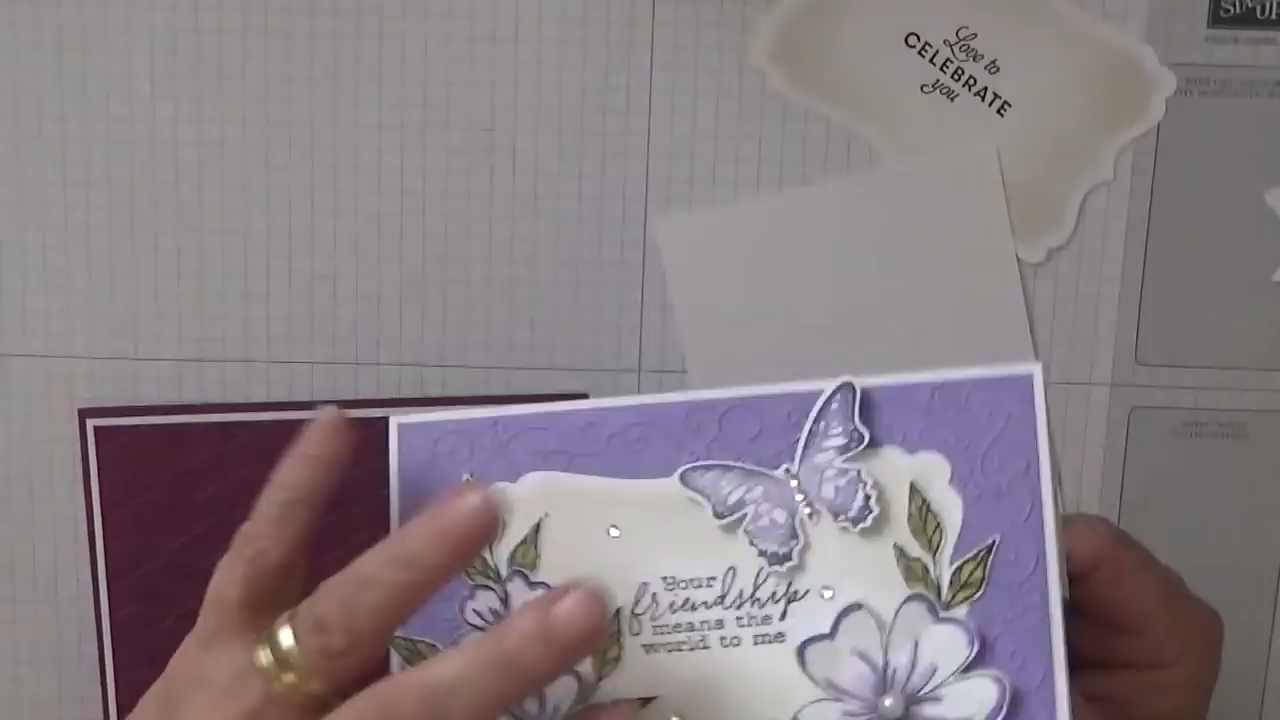 Love to
CELEBRATE
you
Your
friendship
means the
world to me